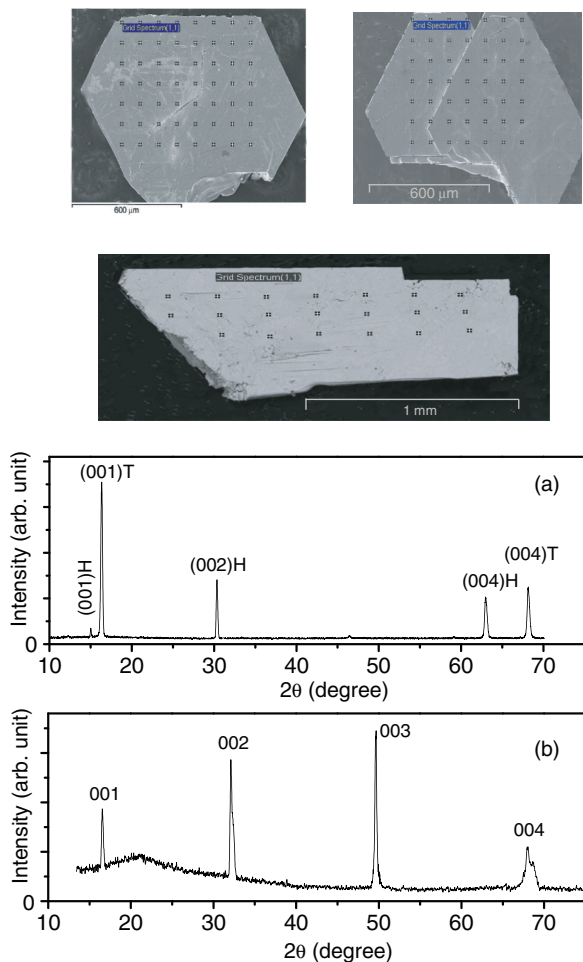 Grid Spectrum(1,1)
600 µm
Grid Spectrum(1,1)
600 µm
Grid Spectrum(1,1)
1 mm
Intensity (arb. unit)
0
(001)H
(001)T
(002)H
(004)H
(004)T
(a)
10 20 30 40 50 60 70
2θ (degree)
Intensity (arb. unit)
0
001
002
003
004
(b)
10 20 30 40 50 60 70
2θ (degree)